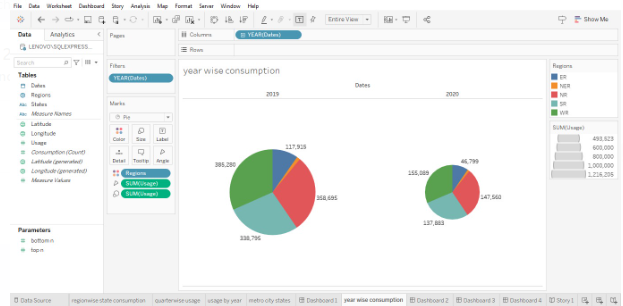 File Data Worksheet Dashboard Story Analysis Map Format Server Window Help
Entire View
Show Me
Data Analytics
LENOVO\SQLEXPRESS...
Search
Tables
Dates
Regions
States
Measure Names
Latitude
Longitude
Usage
Consumption (Count)
Latitude (generated)
Longitude (generated)
Measure Values
Parameters
bottom n
top n
Pages
Filters
YEAR(Dates)
Marks
Pie
Color Size Label
Detail Tooltip Angle
Regions
SUM(Usage)
SUM(Usage)
Columns YEAR(Dates)
Rows
year wise consumption
Dates
2019 2020
117,915
385,280
358,695
338,795
46,799
155,389
147,560
137,883
Regions
ER
NER
NR
SR
WR
SUM(Usage)
493,523
600,000
800,000
1,000,000
1,216,205
Data Source regionwise state consumption quarterwise usage usage by year metro city states Dashboard 1 year wise consumption Dashboard 2 Dashboard 3 Dashboard 4 Story 1